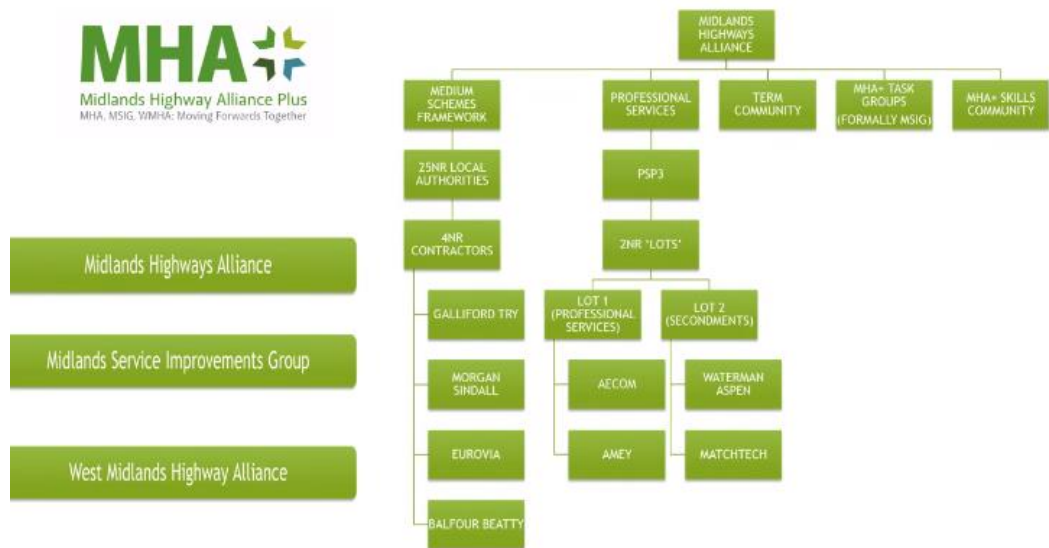 MHA
Midlands Highway Alliance Plus
MHA, MSIG, WMHA: Moving Forwards Together
Midlands Highways Alliance
Midlands Service Improvements Group
West Midlands Highway Alliance
MIDLANDS
HIGHWAYS
ALLIANCE
MEDIUM
SCHEMES
FRAMEWORK
PROFESSIONAL
SERVICES
TERM
COMMUNITY
MHA+ TASK
GROUPS
(FORMALLY MSIG)
MHA+ SKILLS
COMMUNITY
25NR LOCAL
AUTHORITIES
PSP3
4NR
CONTRACTORS
2NR 'LOTS'
GALLIFORD TRY
MORGAN
SINDALL
EUROVIA
BALFOUR BEATTY
LOT 1
(PROFESSIONAL
SERVICES)
LOT 2
(SECONDMENTS)
AECOM
AMEY
WATERMAN
ASPEN
MATCHTECH